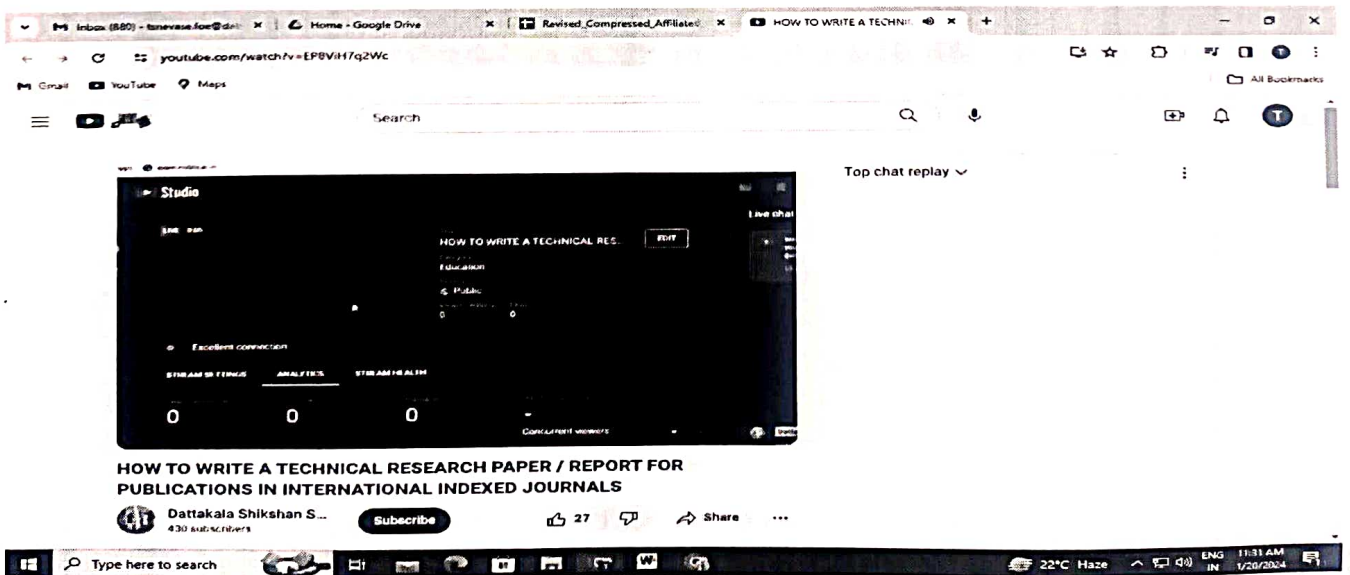 Home - Google Drive
Revised_Compressed_Affiliated
HOW TO WRITE A TECHNIC
youtube.com/watch?v=EP8ViH7q2Wc
Gmail YouTube Maps
All Bookmarks
Search
T
Top chat replay
Studio
Live chat
HOW TO WRITE A TECHNICAL RES...
EDIT
Education
Public
0 0
Excellent connection
STREAM SETTINGS ANALYTICS STREAM HEALTH
0 0 0
Concurrent viewers
HOW TO WRITE A TECHNICAL RESEARCH PAPER / REPORT FOR
PUBLICATIONS IN INTERNATIONAL INDEXED JOURNALS
Dattakala Shikshan S...
430 subscribers
Subscribe
27
Share
Type here to search
22°C Haze
ENG
IN
11:31 AM
1/20/2024